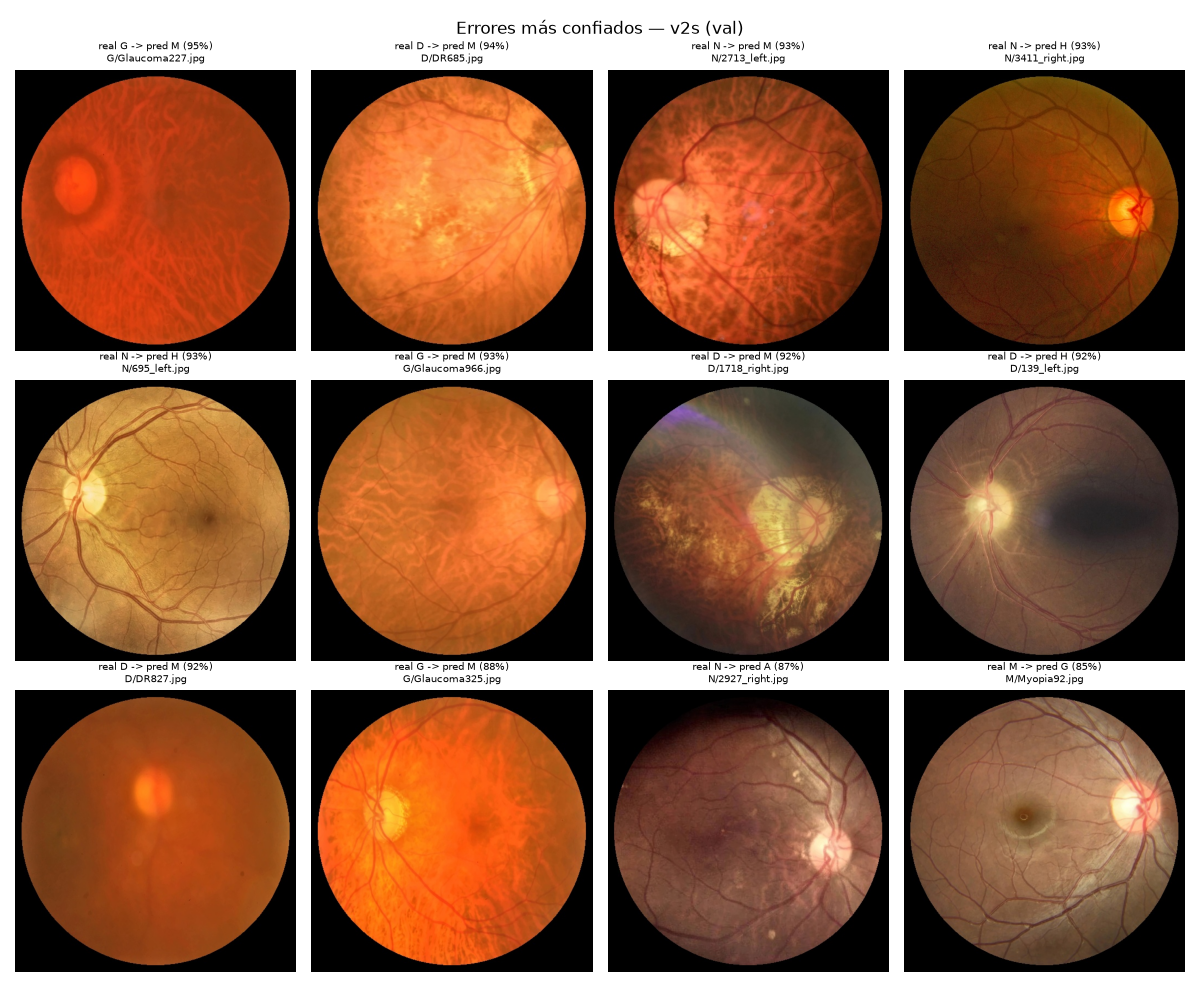 Errores más confiados — v2s (val)
real G -> pred M (95%)
G/Glaucoma227.jpg
real D -> pred M (94%)
D/DR685.jpg
real N -> pred M (93%)
N/2713_left.jpg
real N -> pred H (93%)
N/3411_right.jpg
real N -> pred H (93%)
N/695_left.jpg
real G -> pred M (93%)
G/Glaucoma966.jpg
real D -> pred M (92%)
D/1718_right.jpg
real D -> pred H (92%)
D/139_left.jpg
real D -> pred M (92%)
D/DR827.jpg
real G -> pred M (88%)
G/Glaucoma325.jpg
real N -> pred A (87%)
N/2927_right.jpg
real M -> pred G (85%)
M/Myopia92.jpg